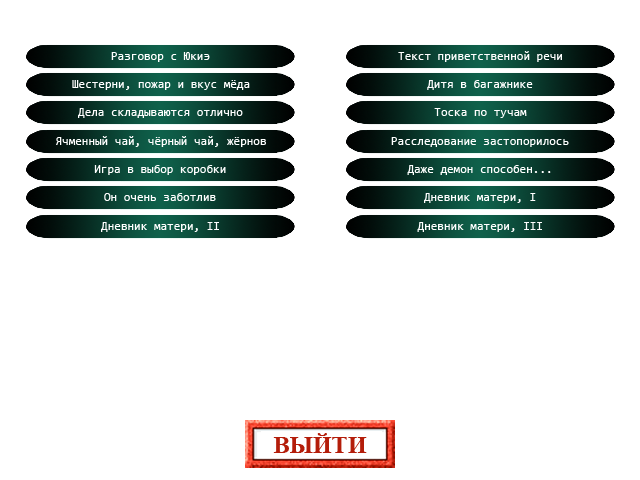 Разговор с Юкиэ
Текст приветственной речи
Шестерни, пожар и вкус мёда
Дитя в багажнике
Дела складываются отлично
Тоска по тучам
Ячменный чай, чёрный чай, жёрнов
Расследование застопорилось
Игра в выбор коробки
Даже демон способен...
Он очень заботлив
Дневник матери, I
Дневник матери, II
Дневник матери, III
ВЫЙТИ